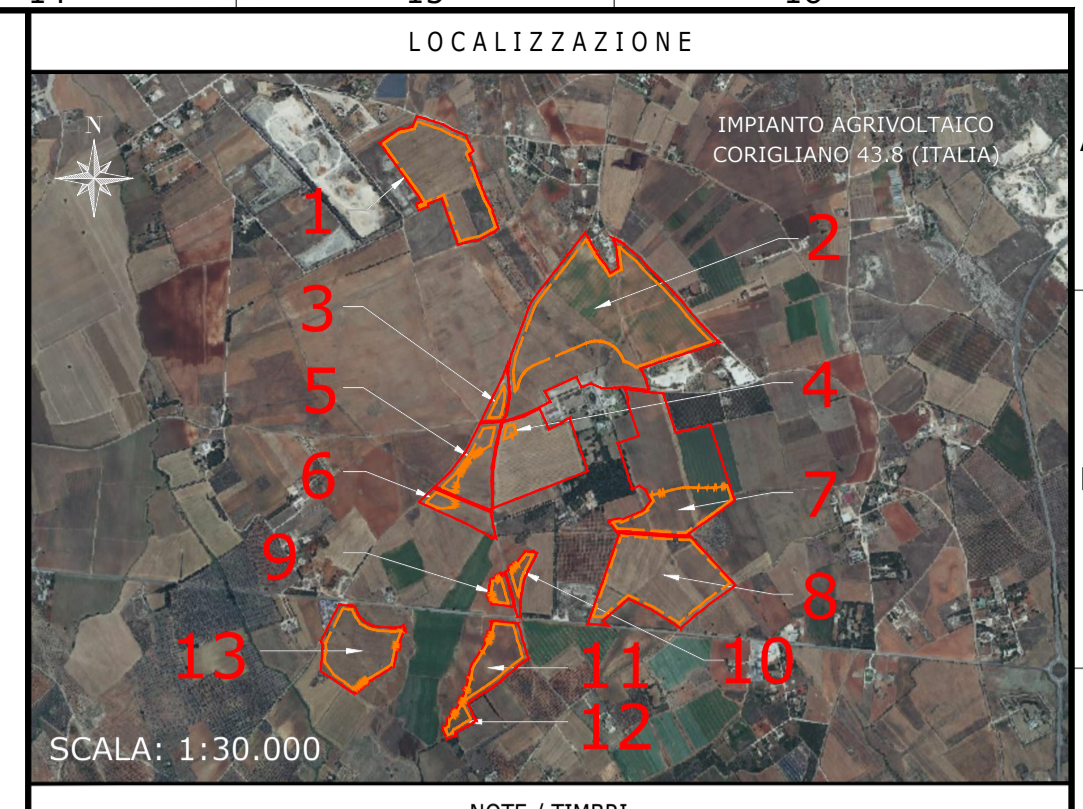 LOCALIZZAZIONE
N
IMPIANTO AGRIVOLTAICO
CORIGLIANO 43.8 (ITALIA)
1
2
3
5
4
6
7
9
8
13
11
10
12
SCALA: 1:30.000
NOTE / TIMBRI